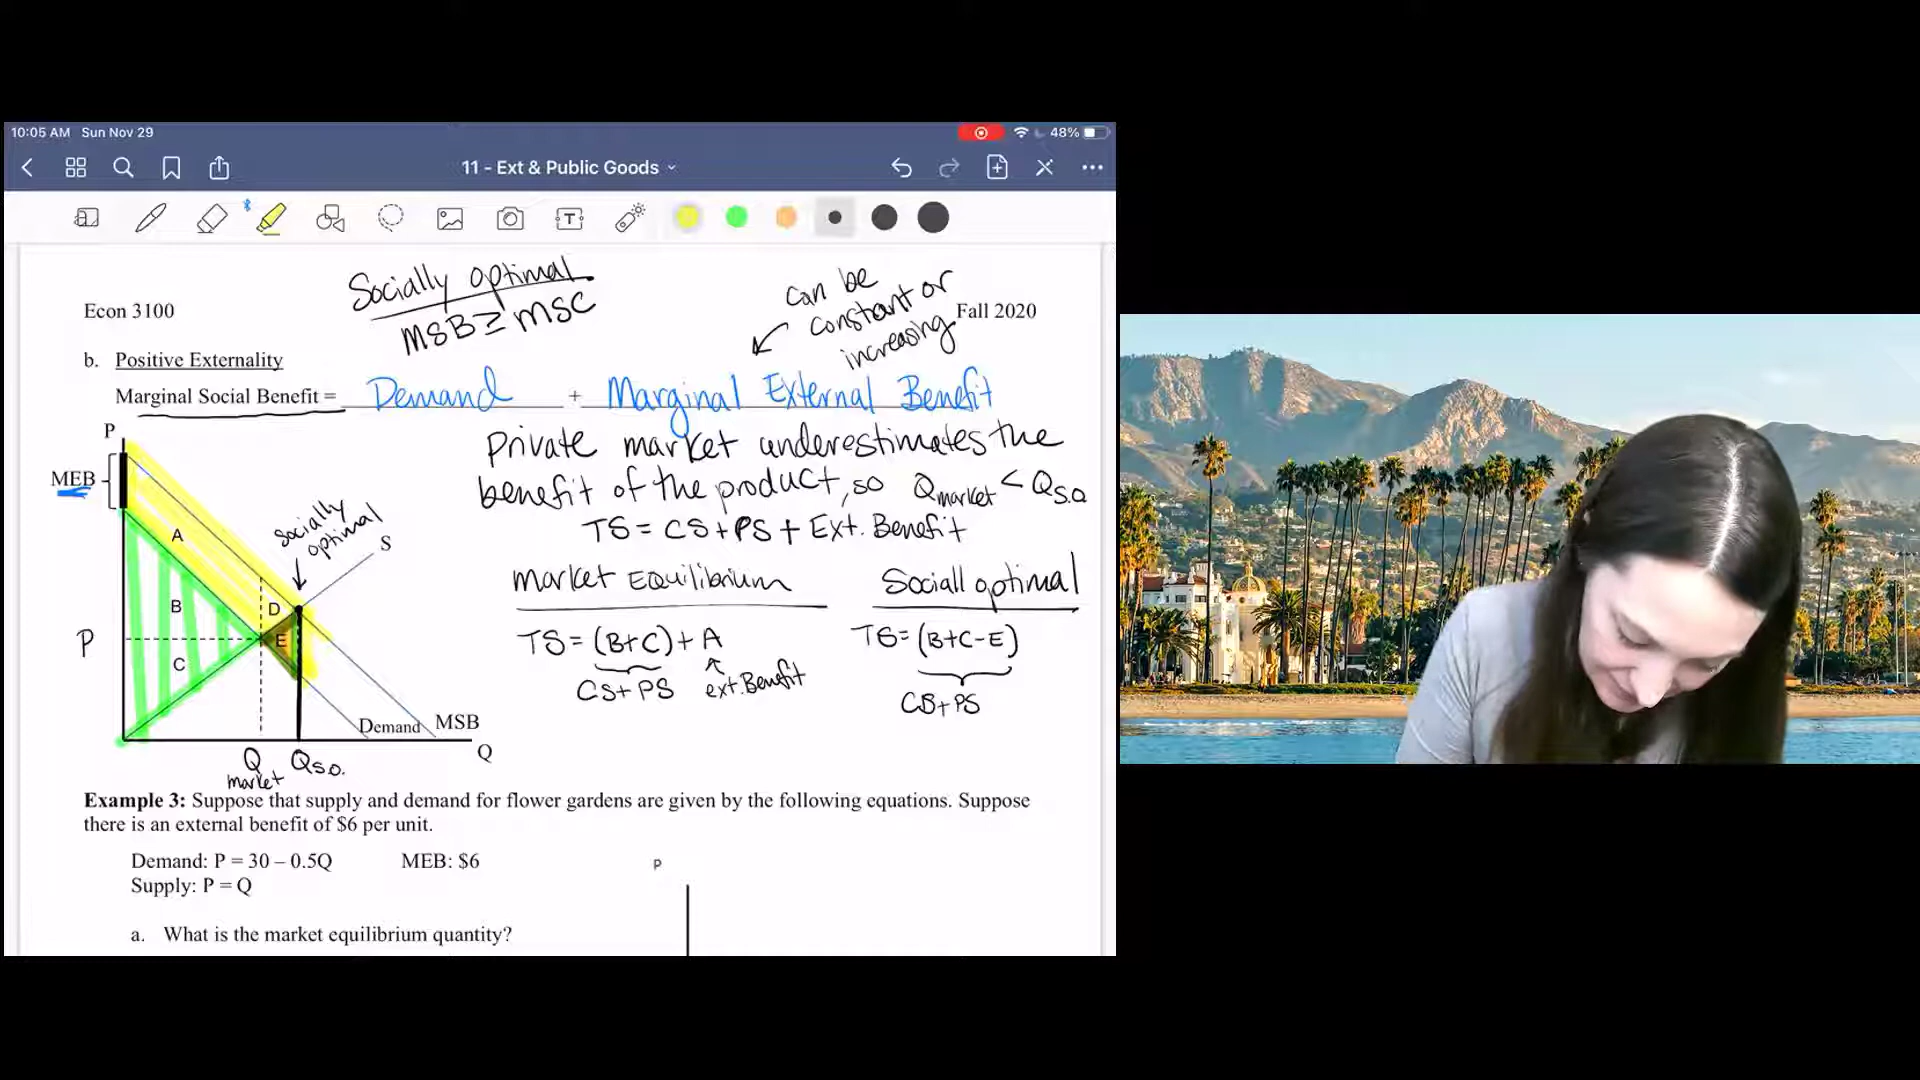 10:05 AM Sun Nov 29
48%
11 - Ext & Public Goods
Socially optimal
MSB = MSC
can be
constant or
increasing
Econ 3100
Fall 2020
b. Positive Externality
Marginal Social Benefit = Demand + Marginal External Benefit
P
MEB
Private market underestimates the
benefit of the product, so Qmarket < Qs.o
TS = CS + PS + Ext. Benefit
A
socially
optimal
S
market Equilibrium
Sociall optimal
B
D
E
P
C
TS = (B+C) + A
CS + PS
ext. Benefit
TS = (B+C-E)
CS + PS
Demand
MSB
Q
Q
market
Qs.o.
Example 3: Suppose that supply and demand for flower gardens are given by the following equations. Suppose
there is an external benefit of $6 per unit.
Demand: P = 30 – 0.5Q MEB: $6
Supply: P = Q
P
a. What is the market equilibrium quantity?